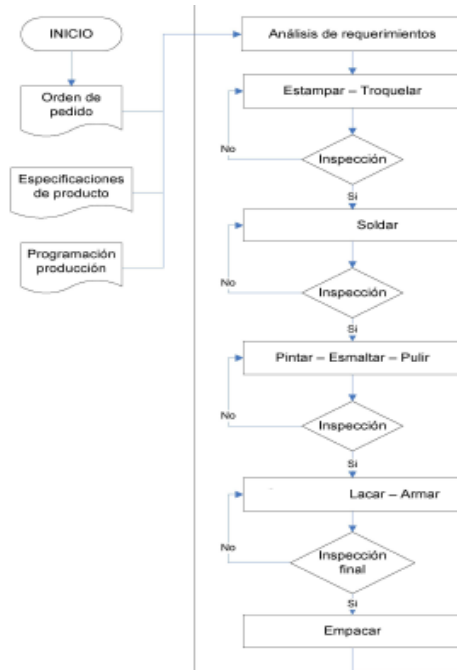 INICIO
Orden de
pedido
Especificaciones
de producto
Programación
producción
Análisis de requerimientos
Estampar – Troquelar
No
Inspección
Si
Soldar
No
Inspección
Si
Pintar – Esmaltar – Pulir
No
Inspección
Si
Lacar – Armar
No
Inspección
final
Si
Empacar